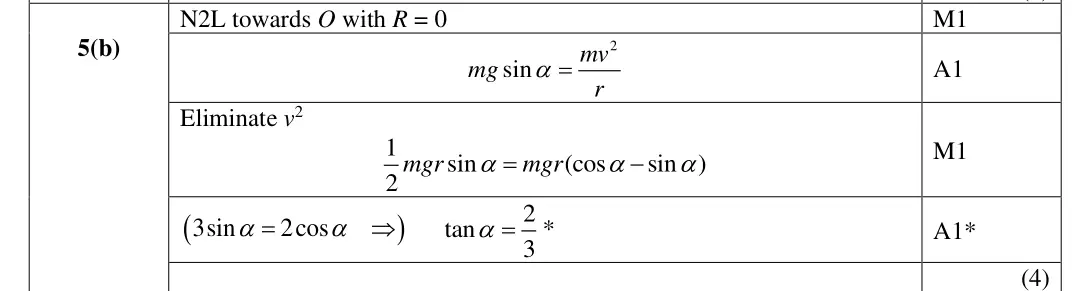 N2L towards O with R = 0 M1
5(b)
mg sin α = mv²/r A1
Eliminate v²
1/2 mgr sin α = mgr(cos α − sin α) M1
(3 sin α = 2 cos α ⇒) tan α = 2/3 * A1*
(4)